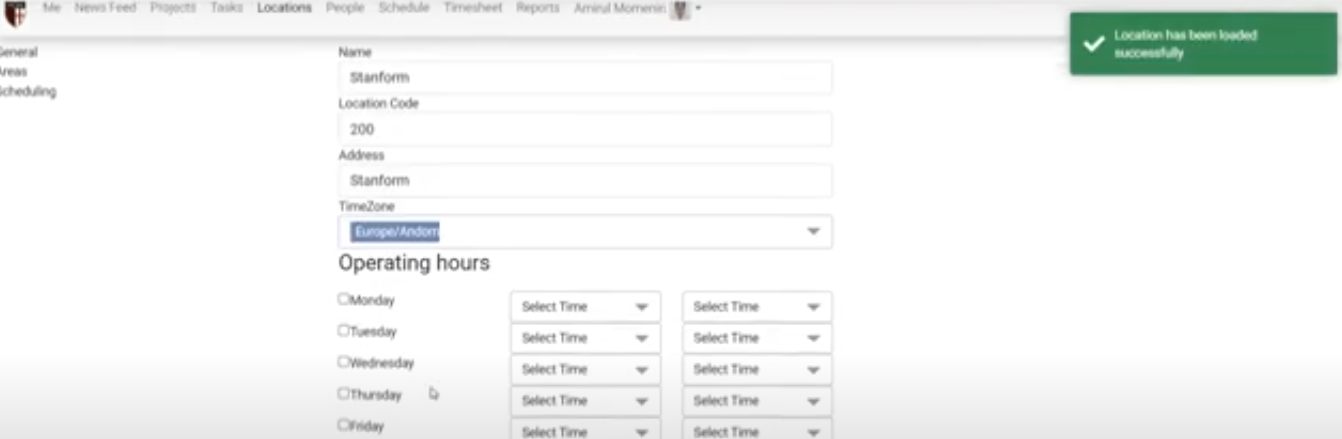 Me News Feed Projects Tasks Locations People Schedule Timesheet Reports Amirul Momenin
Location has been loaded
successfully
General
Areas
Scheduling
Name
Stanform
Location Code
200
Address
Stanform
TimeZone
Europe/Andorr
Operating hours
Monday Select Time Select Time
Tuesday Select Time Select Time
Wednesday Select Time Select Time
Thursday Select Time Select Time
Friday Select Time Select Time